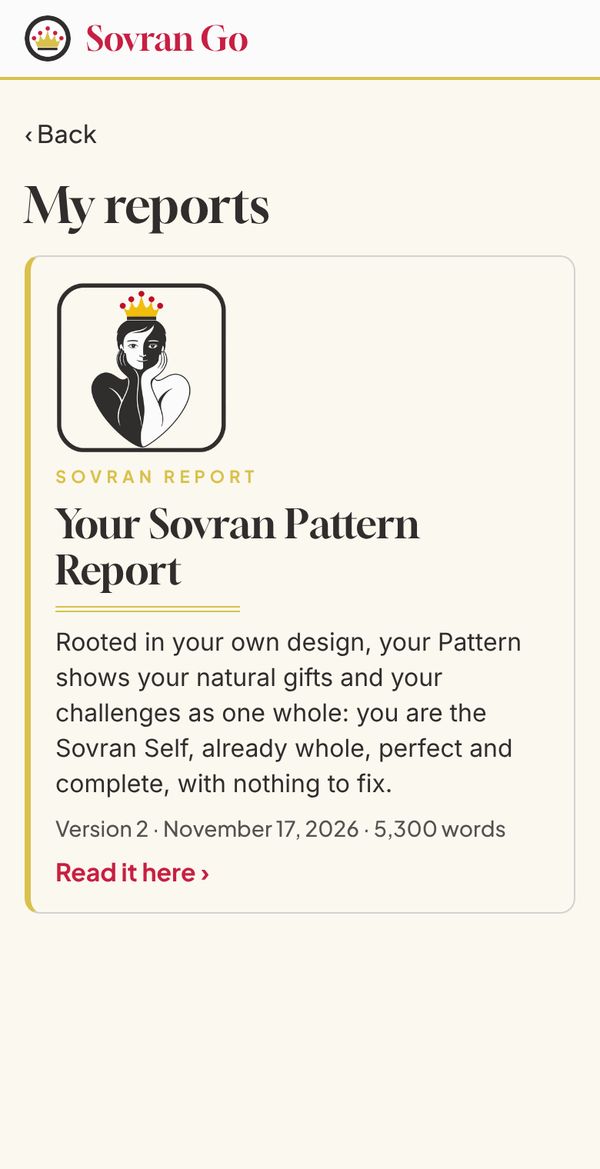 Sovran Go
‹ Back
My reports
SOVRAN REPORT
Your Sovran Pattern
Report
Rooted in your own design, your Pattern
shows your natural gifts and your
challenges as one whole: you are the
Sovran Self, already whole, perfect and
complete, with nothing to fix.
Version 2 · November 17, 2026 · 5,300 words
Read it here ›